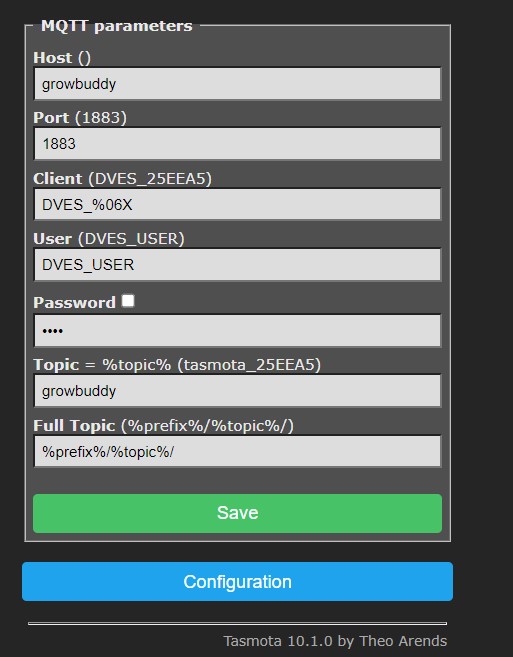 MQTT parameters
Host ()
growbuddy
Port (1883)
1883
Client (DVES_25EEA5)
DVES_%06X
User (DVES_USER)
DVES_USER
Password
••••
Topic = %topic% (tasmota_25EEA5)
growbuddy
Full Topic (%prefix%/%topic%/)
%prefix%/%topic%/
Save
Configuration
Tasmota 10.1.0 by Theo Arends